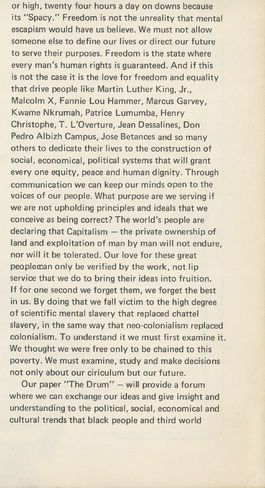 or high, twenty four hours a day on downs because
its "Spacy." Freedom is not the unreality that mental
escapism would have us believe. We must not allow
someone else to define our lives or direct our future
to serve their purposes. Freedom is the state where
every man's human rights is guaranteed. And if this
is not the case it is the love for freedom and equality
that drive people like Martin Luther King, Jr.,
Malcolm X, Fannie Lou Hammer, Marcus Garvey,
Kwame Nkrumah, Patrice Lumumba, Henry
Christophe, T. L'Overture, Jean Dessalines, Don
Pedro Albizh Campus, Jose Betances and so many
others to dedicate their lives to the construction of
social, economical, political systems that will grant
every one equity, peace and human dignity. Through
communication we can keep our minds open to the
voices of our people. What purpose are we serving if
we are not upholding principles and ideals that we
conceive as being correct? The world's people are
declaring that Capitalism — the private ownership of
land and exploitation of man by man will not endure,
nor will it be tolerated. Our love for these great
people can only be verified by the work, not lip
service that we do to bring their ideas into fruition.
If for one second we forget them, we forget the best
in us. By doing that we fall victim to the high degree
of scientific mental slavery that replaced chattel
slavery, in the same way that neo-colonialism replaced
colonialism. To understand it we must first examine it.
We thought we were free only to be chained to this
poverty. We must examine, study and make decisions
not only about our ciriculum but our future.
Our paper "The Drum" — will provide a forum
where we can exchange our ideas and give insight and
understanding to the political, social, economical and
cultural trends that black people and third world